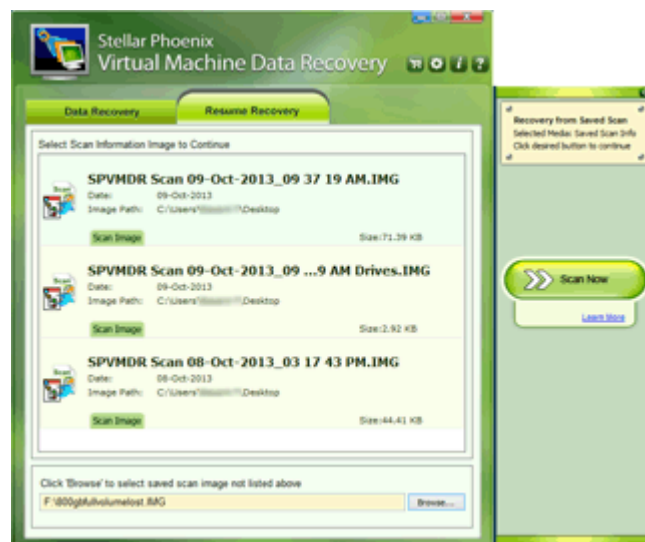 Stellar Phoenix
Virtual Machine Data Recovery
Data Recovery
Resume Recovery
Select Scan Information Image to Continue
SPVMDR Scan 09-Oct-2013_09 37 19 AM.IMG
Date: 09-Oct-2013
Image Path: C:/Users/ /Desktop
Scan Image
Size:71.39 KB
SPVMDR Scan 09-Oct-2013_09 ...9 AM Drives.IMG
Date: 09-Oct-2013
Image Path: C:/Users/ /Desktop
Scan Image
Size:2.92 KB
SPVMDR Scan 08-Oct-2013_03 17 43 PM.IMG
Date: 08-Oct-2013
Image Path: C:/Users/ /Desktop
Scan Image
Size:44.41 KB
Click 'Browse' to select saved scan image not listed above
F:\800gbfullvolumelost.IMG
Browse...
Recovery from Saved Scan
Selected Media: Saved Scan Info
Click desired button to continue
Scan Now
Learn More